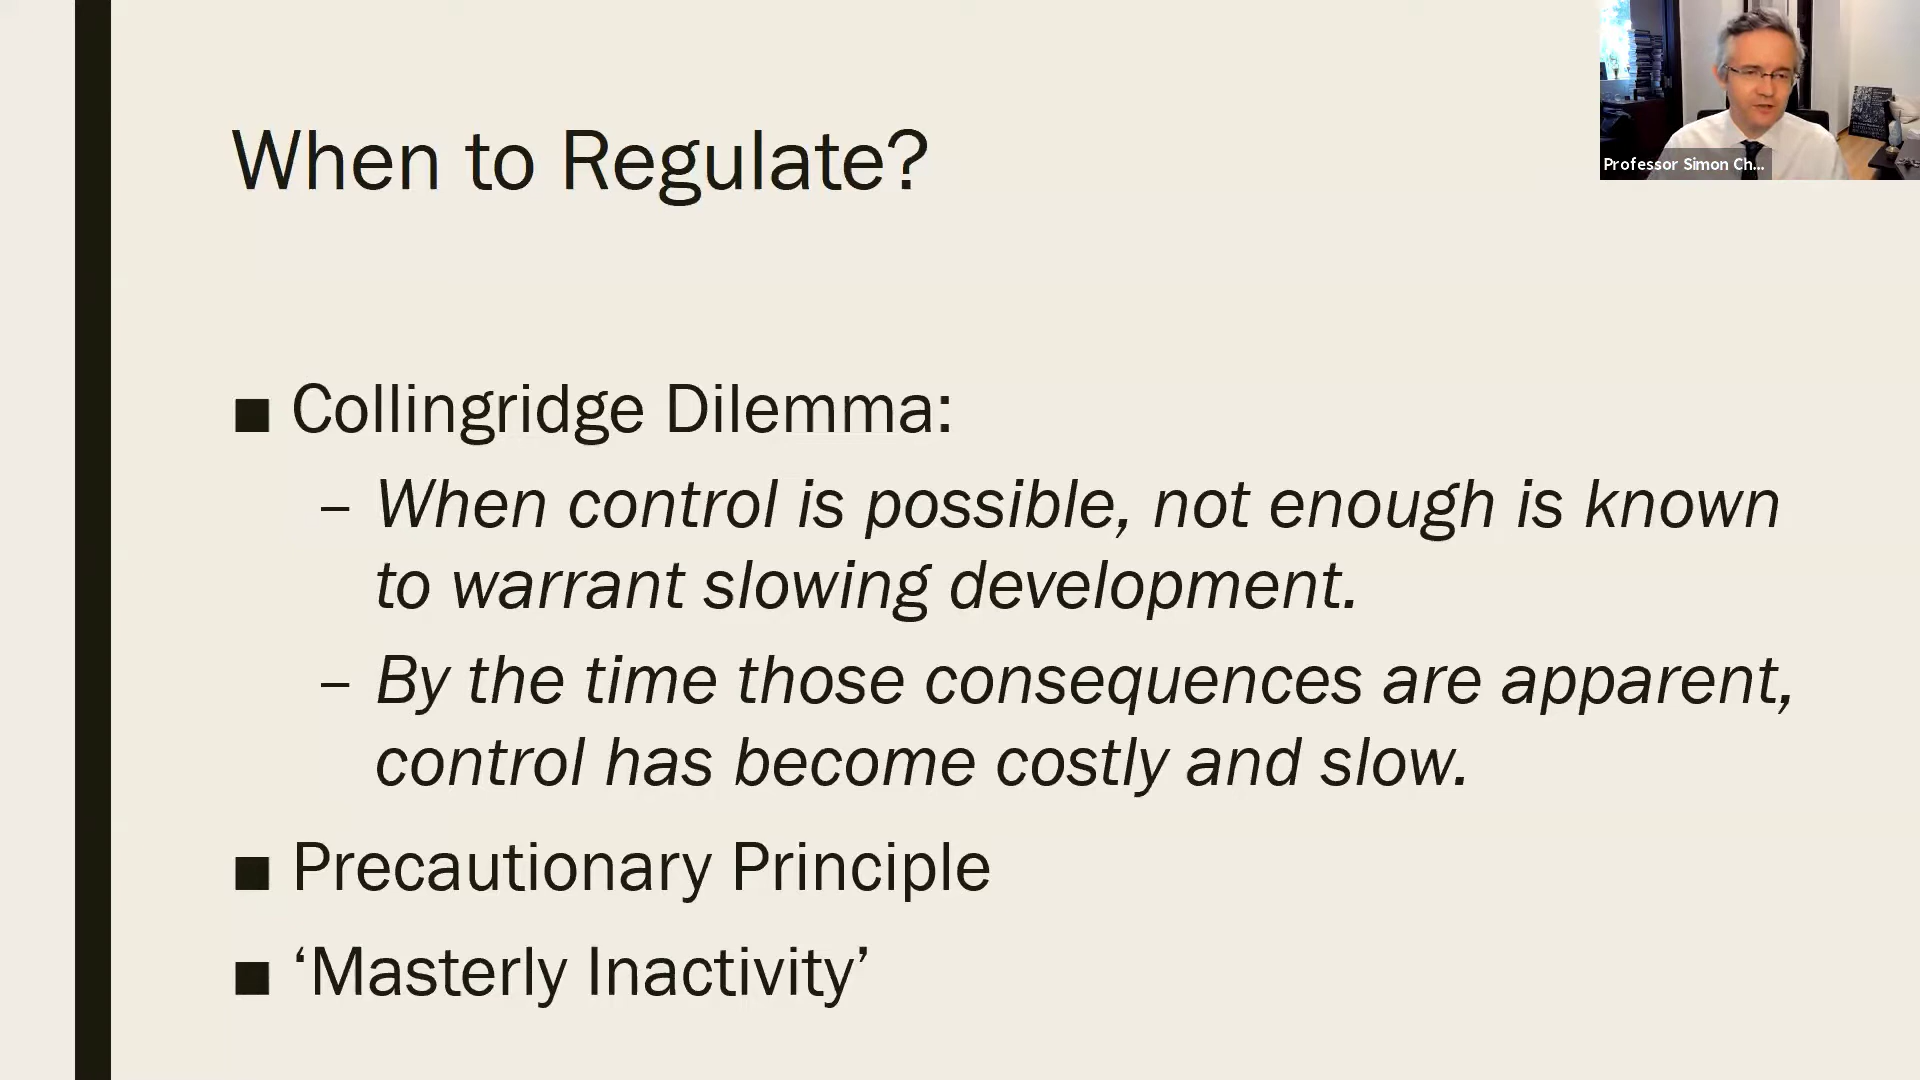 Professor Simon Ch...
When to Regulate?
■ Collingridge Dilemma:
– When control is possible, not enough is known
to warrant slowing development.
– By the time those consequences are apparent,
control has become costly and slow.
■ Precautionary Principle
■ ‘Masterly Inactivity’